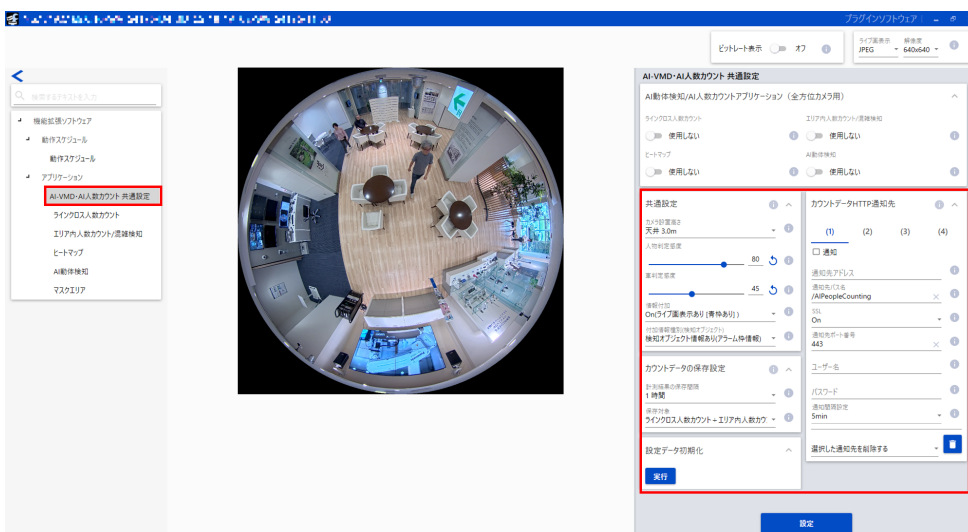 プラグインソフトウェア
ビットレート表示 オフ
ライブ画表示 解像度
JPEG 640x640
検索するテキストを入力
機能拡張ソフトウェア
動作スケジュール
動作スケジュール
アプリケーション
AI-VMD・AI人数カウント 共通設定
ラインクロス人数カウント
エリア内人数カウント/混雑検知
ヒートマップ
AI動体検知
マスクエリア
AI-VMD・AI人数カウント 共通設定
AI動体検知/AI人数カウントアプリケーション（全方位カメラ用）
ラインクロス人数カウント エリア内人数カウント/混雑検知
使用しない 使用しない
ヒートマップ AI動体検知
使用しない 使用しない
共通設定
カメラ設置高さ
天井 3.0m
人物判定感度
80
車判定感度
45
情報付加
On(ライブ画表示あり [青枠あり] )
付加情報種別(検知オブジェクト)
検知オブジェクト情報あり(アラーム枠情報)
カウントデータの保存設定
計測結果の保存間隔
1 時間
保存対象
ラインクロス人数カウント + エリア内人数カウ
設定データ初期化
実行
カウントデータHTTP通知先
(1) (2) (3) (4)
通知
通知先アドレス
通知先パス名
/AIPeopleCounting
SSL
On
通知先ポート番号
443
ユーザー名
パスワード
通知間隔設定
5min
選択した通知先を削除する
設定